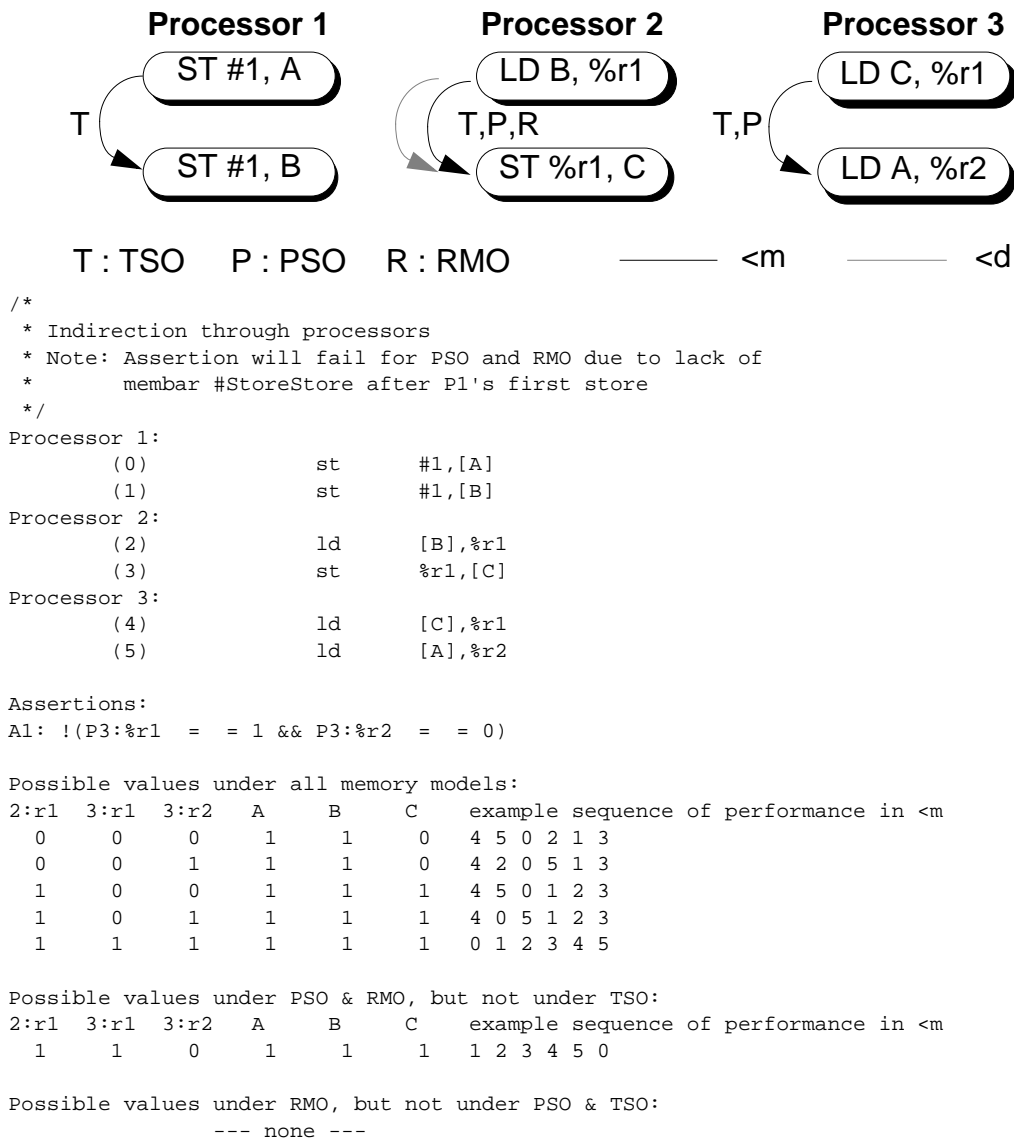 Processor 1 Processor 2 Processor 3
ST #1, A LD B, %r1 LD C, %r1
T T,P,R T,P
ST #1, B ST %r1, C LD A, %r2
T : TSO P : PSO R : RMO <m <d
/*
* Indirection through processors
* Note: Assertion will fail for PSO and RMO due to lack of
* membar #StoreStore after P1's first store
*/
Processor 1:
(0) st #1,[A]
(1) st #1,[B]
Processor 2:
(2) ld [B],%r1
(3) st %r1,[C]
Processor 3:
(4) ld [C],%r1
(5) ld [A],%r2
Assertions:
A1: !(P3:%r1 = = 1 && P3:%r2 = = 0)
Possible values under all memory models:
2:r1 3:r1 3:r2 A B C example sequence of performance in <m
0 0 0 1 1 0 4 5 0 2 1 3
0 0 1 1 1 0 4 2 0 5 1 3
1 0 0 1 1 1 4 5 0 1 2 3
1 0 1 1 1 1 4 0 5 1 2 3
1 1 1 1 1 1 0 1 2 3 4 5
Possible values under PSO & RMO, but not under TSO:
2:r1 3:r1 3:r2 A B C example sequence of performance in <m
1 1 0 1 1 1 1 2 3 4 5 0
Possible values under RMO, but not under PSO & TSO:
--- none ---